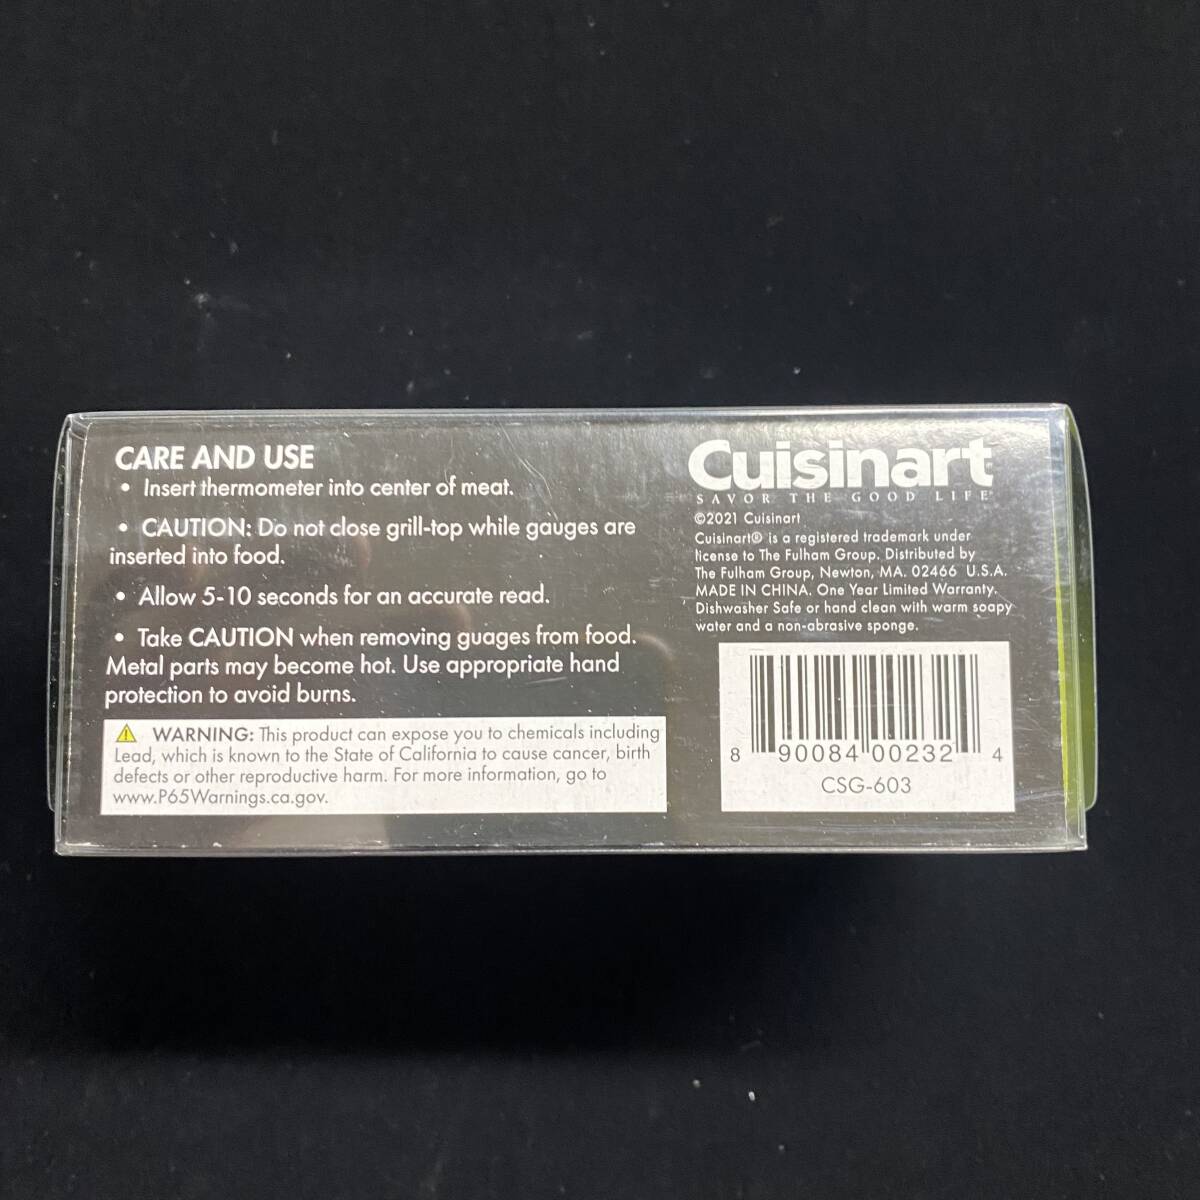 CARE AND USE
• Insert thermometer into center of meat.
• CAUTION: Do not close grill-top while gauges are
inserted into food.
• Allow 5-10 seconds for an accurate read.
• Take CAUTION when removing guages from food.
Metal parts may become hot. Use appropriate hand
protection to avoid burns.
WARNING: This product can expose you to chemicals including
Lead, which is known to the State of California to cause cancer, birth
defects or other reproductive harm. For more information, go to
www.P65Warnings.ca.gov.
Cuisinart
SAVOR THE GOOD LIFE®
©2021 Cuisinart
Cuisinart® is a registered trademark under
license to The Fulham Group. Distributed by
The Fulham Group, Newton, MA. 02466 U.S.A.
MADE IN CHINA. One Year Limited Warranty.
Dishwasher Safe or hand clean with warm soapy
water and a non-abrasive sponge.
8 90084 00232 4
CSG-603